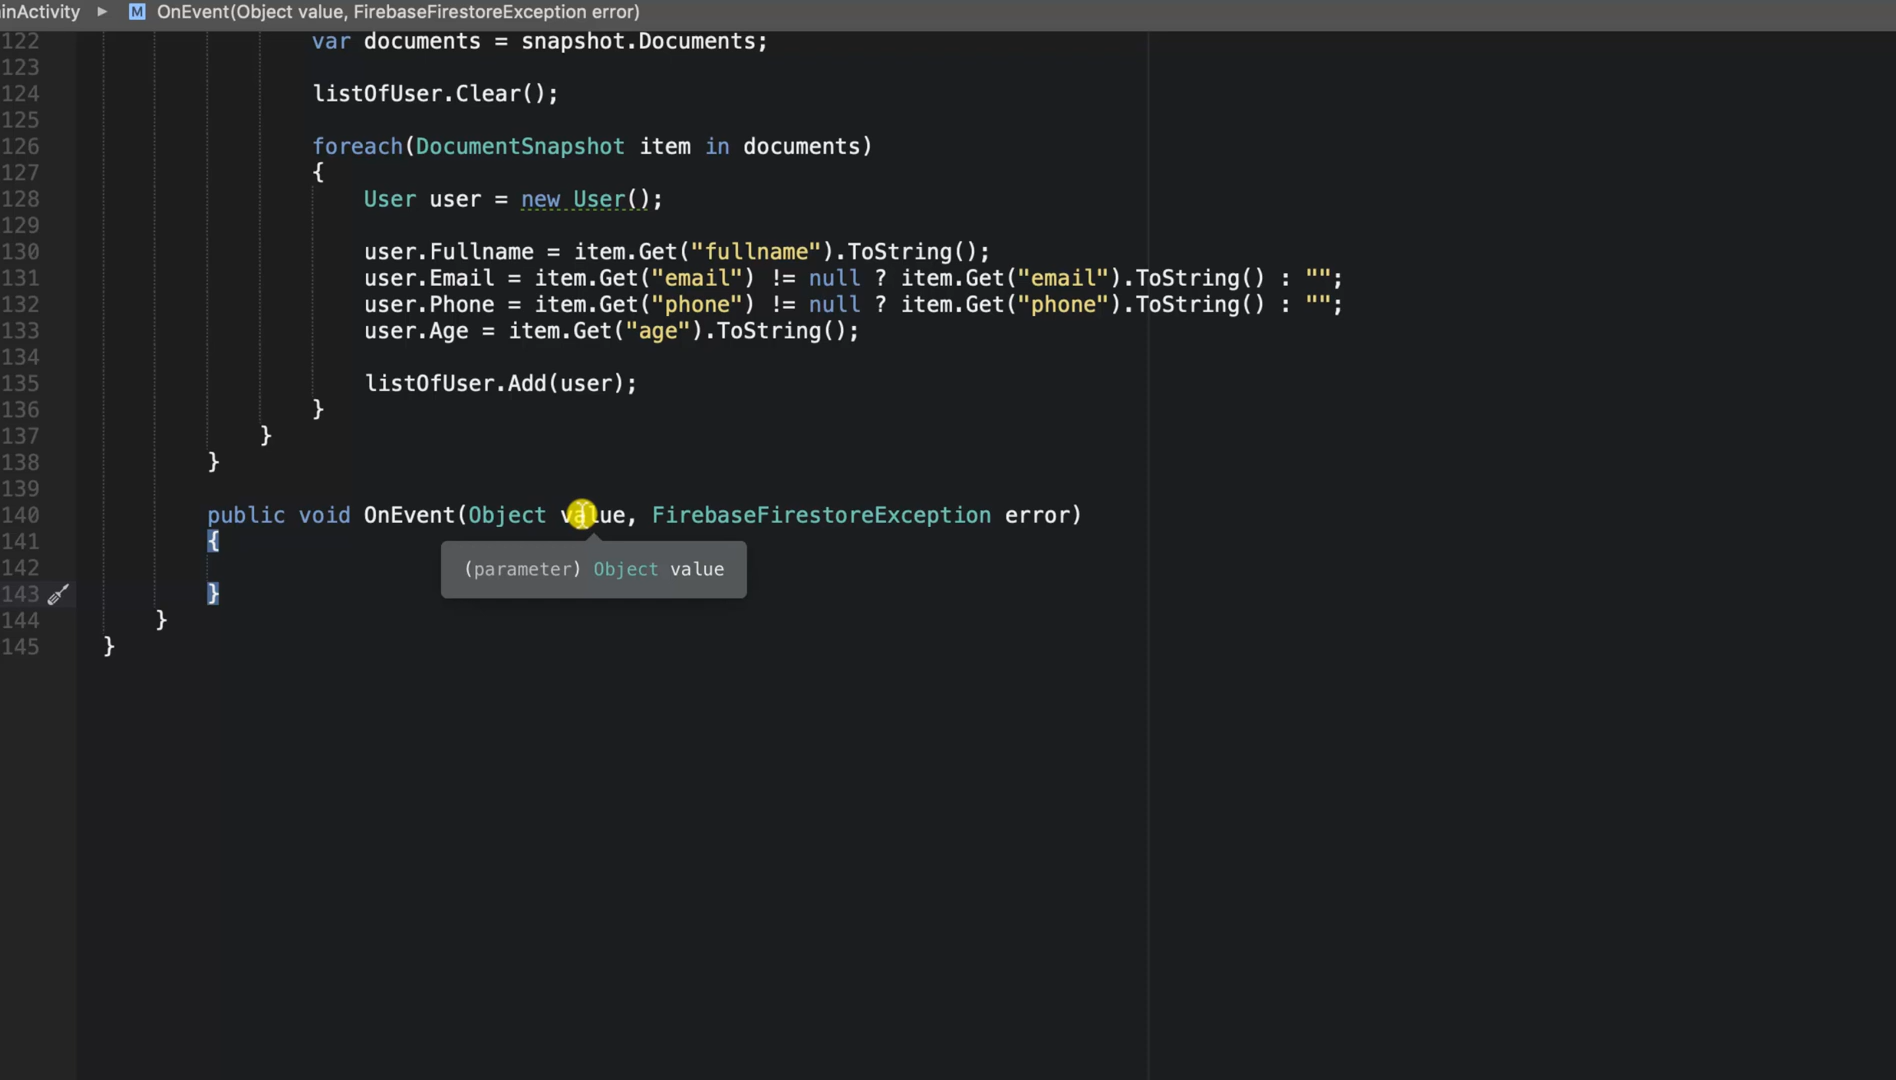 inActivity ▸ M OnEvent(Object value, FirebaseFirestoreException error)
122 var documents = snapshot.Documents;
123
124 listOfUser.Clear();
125
126 foreach(DocumentSnapshot item in documents)
127 {
128 User user = new User();
129
130 user.Fullname = item.Get("fullname").ToString();
131 user.Email = item.Get("email") != null ? item.Get("email").ToString() : "";
132 user.Phone = item.Get("phone") != null ? item.Get("phone").ToString() : "";
133 user.Age = item.Get("age").ToString();
134
135 listOfUser.Add(user);
136 }
137 }
138 }
139
140 public void OnEvent(Object value, FirebaseFirestoreException error)
141 {
(parameter) Object value
142
143 }
144 }
145 }